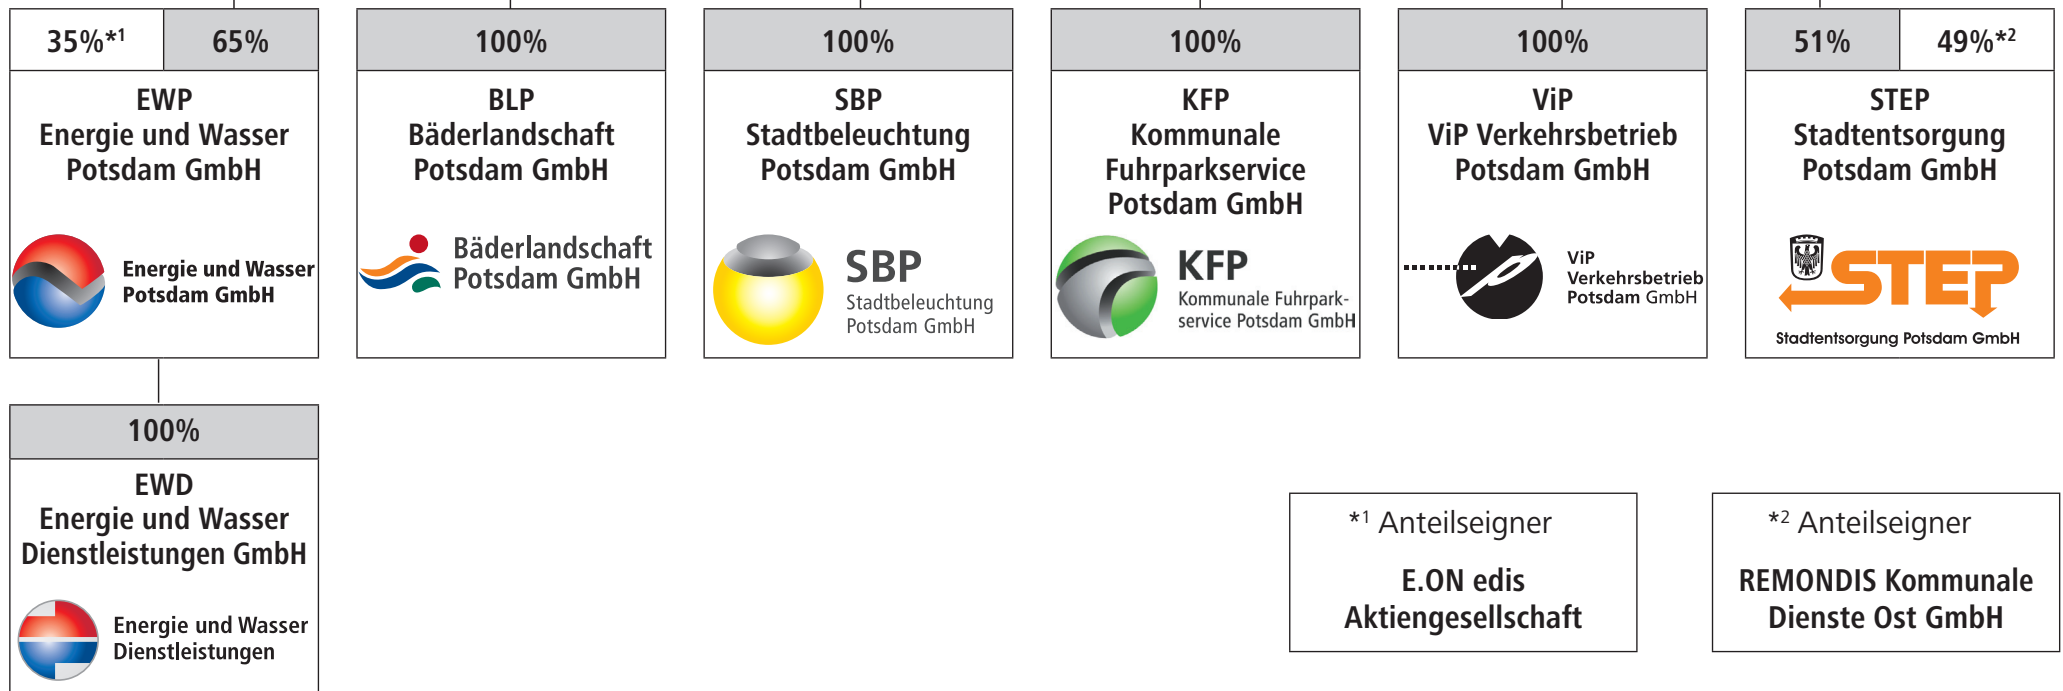 35%*1 65%
EWP
Energie und Wasser
Potsdam GmbH
Energie und Wasser
Potsdam GmbH
100%
BLP
Bäderlandschaft
Potsdam GmbH
Bäderlandschaft
Potsdam GmbH
100%
SBP
Stadtbeleuchtung
Potsdam GmbH
SBP
Stadtbeleuchtung
Potsdam GmbH
100%
KFP
Kommunale
Fuhrparkservice
Potsdam GmbH
KFP
Kommunale Fuhrpark-
service Potsdam GmbH
100%
ViP
ViP Verkehrsbetrieb
Potsdam GmbH
ViP
Verkehrsbetrieb
Potsdam GmbH
51% 49%*2
STEP
Stadtentsorgung
Potsdam GmbH
STEP
Stadtentsorgung Potsdam GmbH
100%
EWD
Energie und Wasser
Dienstleistungen GmbH
Energie und Wasser
Dienstleistungen
*1 Anteilseigner
E.ON edis
Aktiengesellschaft
*2 Anteilseigner
REMONDIS Kommunale
Dienste Ost GmbH